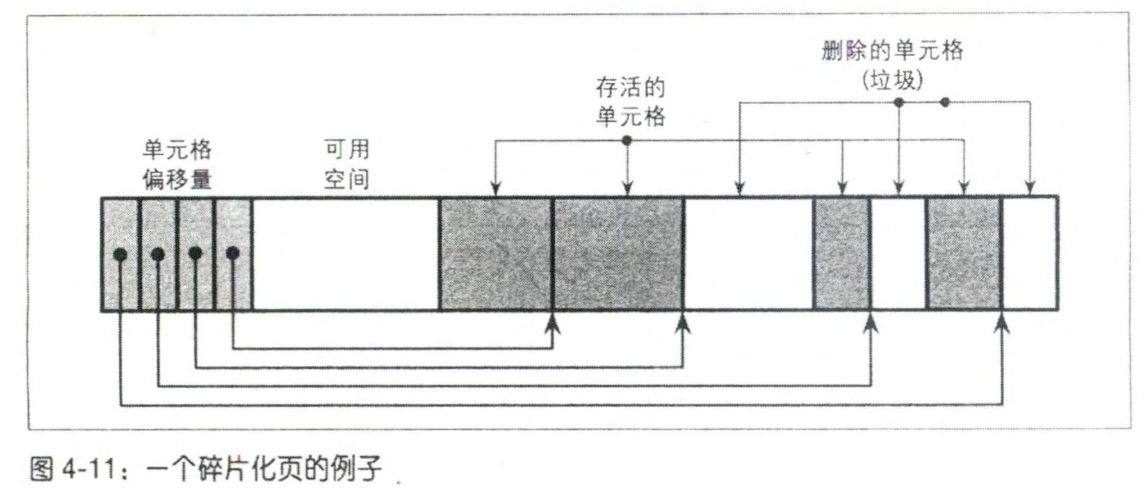 删除的单元格
(垃圾)
存活的
单元格
单元格
偏移量
可用
空间
图 4-11：一个碎片化页的例子